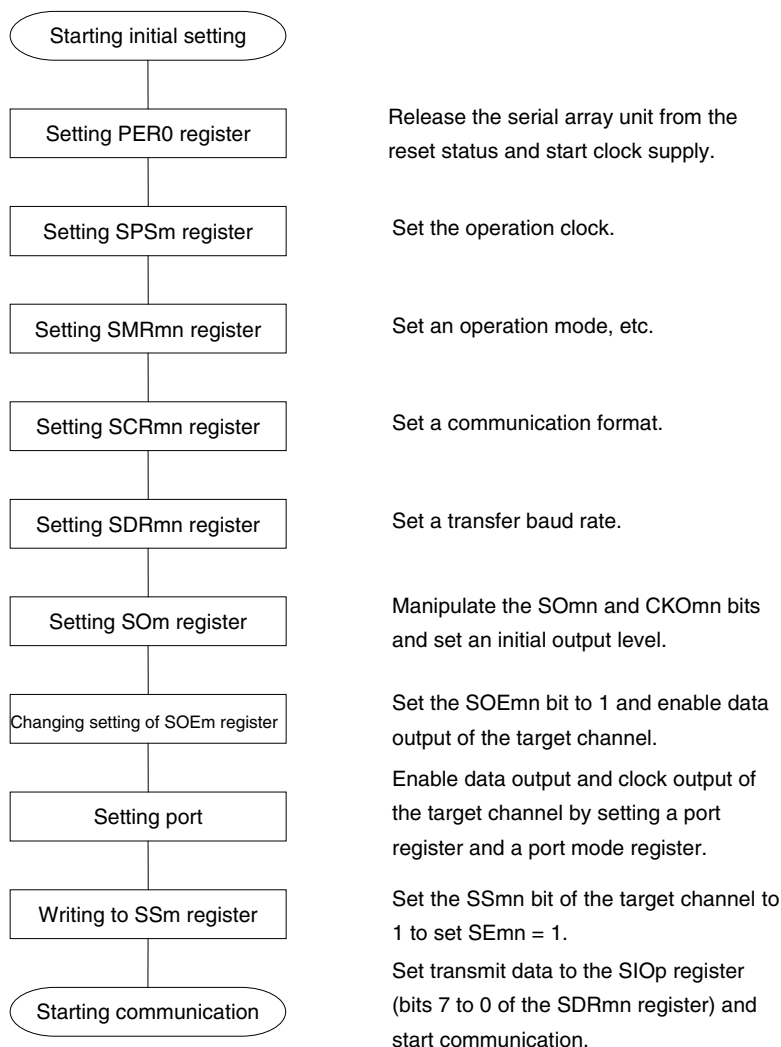 Starting initial setting
Setting PER0 register
Release the serial array unit from the
reset status and start clock supply.
Setting SPSm register
Set the operation clock.
Setting SMRmn register
Set an operation mode, etc.
Setting SCRmn register
Set a communication format.
Setting SDRmn register
Set a transfer baud rate.
Setting SOm register
Manipulate the SOmn and CKOmn bits
and set an initial output level.
Changing setting of SOEm register
Set the SOEmn bit to 1 and enable data
output of the target channel.
Setting port
Enable data output and clock output of
the target channel by setting a port
register and a port mode register.
Writing to SSm register
Set the SSmn bit of the target channel to
1 to set SEmn = 1.
Starting communication
Set transmit data to the SIOp register
(bits 7 to 0 of the SDRmn register) and
start communication.